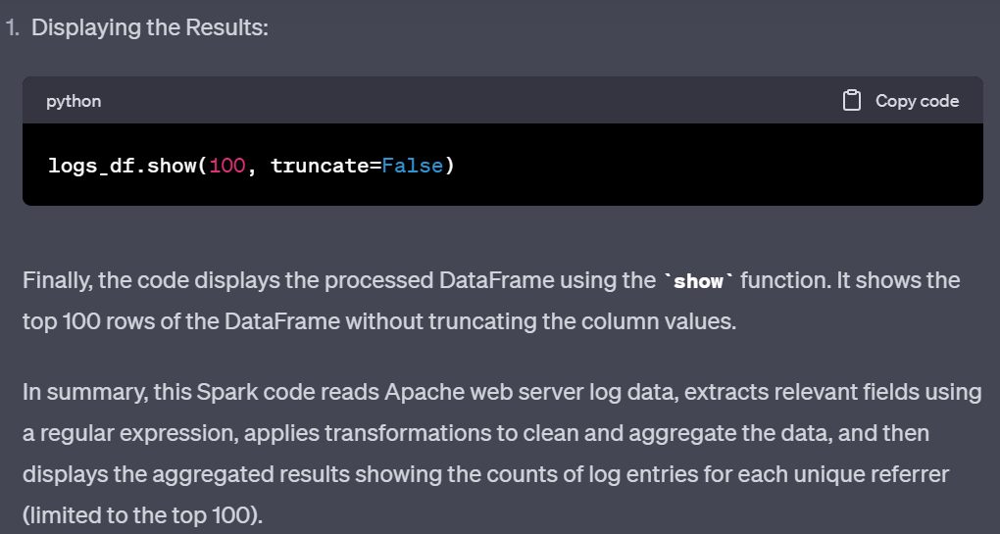 1. Displaying the Results:
python
Copy code
logs_df.show(100, truncate=False)
Finally, the code displays the processed DataFrame using the `show` function. It shows the
top 100 rows of the DataFrame without truncating the column values.
In summary, this Spark code reads Apache web server log data, extracts relevant fields using
a regular expression, applies transformations to clean and aggregate the data, and then
displays the aggregated results showing the counts of log entries for each unique referrer
(limited to the top 100).